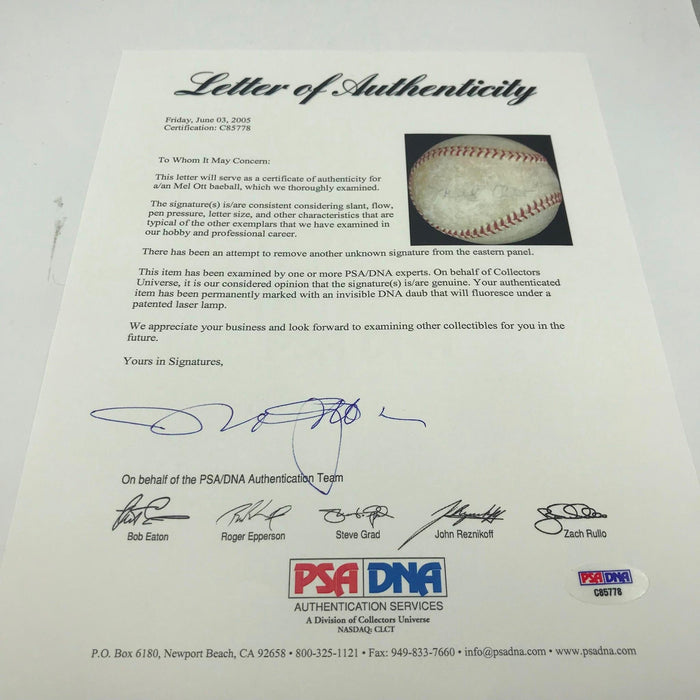 Letter of Authenticity
Friday, June 03, 2005
Certification: C85778
To Whom It May Concern:
This letter will serve as a certificate of authenticity for
a/an Mel Ott baeball, which we thoroughly examined.
The signature(s) is/are consistent considering slant, flow,
pen pressure, letter size, and other characteristics that are
typical of the other exemplars that we have examined in
our hobby and professional career.
There has been an attempt to remove another unknown signature from the eastern panel.
This item has been examined by one or more PSA/DNA experts. On behalf of Collectors
Universe, it is our considered opinion that the signature(s) is/are genuine. Your authenticated
item has been permanently marked with an invisible DNA daub that will fluoresce under a
patented laser lamp.
We appreciate your business and look forward to examining other collectibles for you in the
future.
Yours in Signatures,
On behalf of the PSA/DNA Authentication Team
Bob Eaton Roger Epperson Steve Grad John Reznikoff Zach Rullo
PSA DNA
AUTHENTICATION SERVICES
A Division of Collectors Universe
NASDAQ: CLCT
PSA DNA
C85778
P.O. Box 6180, Newport Beach, CA 92658 • 800-325-1121 • Fax: 949-833-7660 • info@psadna.com • www.psadna.com